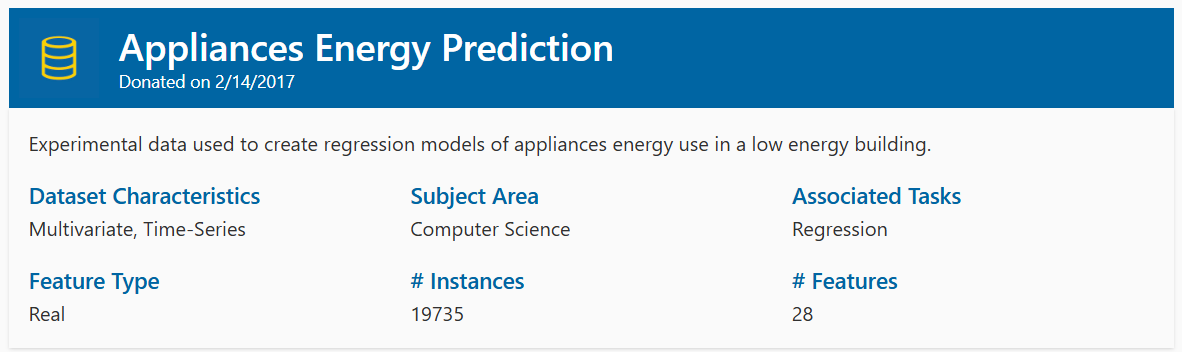 Appliances Energy Prediction
Donated on 2/14/2017
Experimental data used to create regression models of appliances energy use in a low energy building.
Dataset Characteristics
Multivariate, Time-Series
Subject Area
Computer Science
Associated Tasks
Regression
Feature Type
Real
# Instances
19735
# Features
28